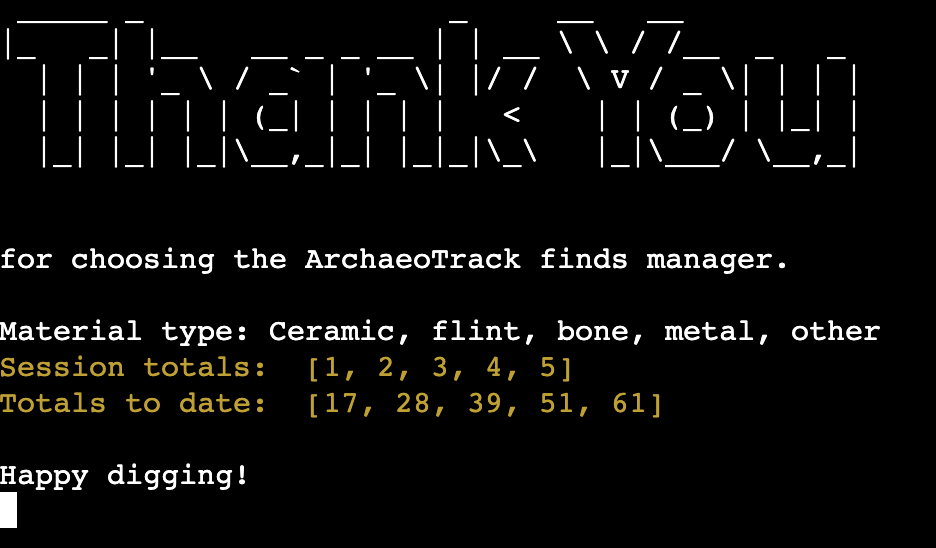 Thank You
for choosing the ArchaeoTrack finds manager.
Material type: Ceramic, flint, bone, metal, other
Session totals:  [1, 2, 3, 4, 5]
Totals to date:  [17, 28, 39, 51, 61]
Happy digging!